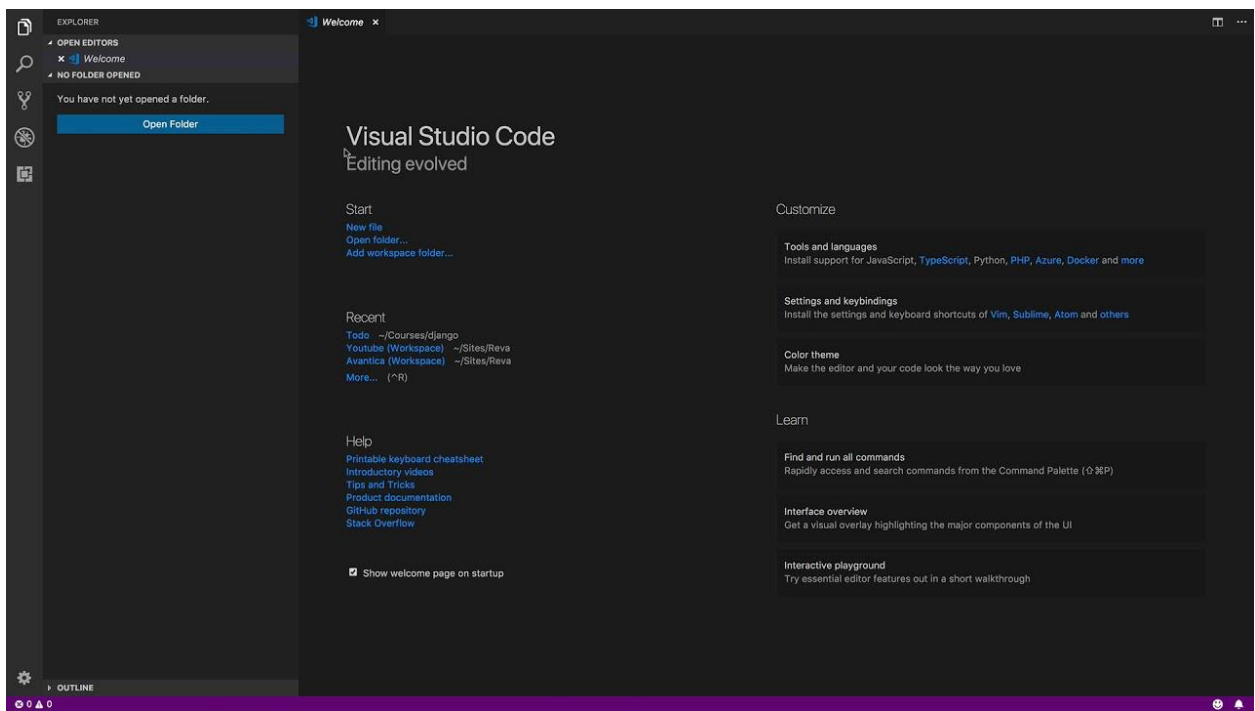 EXPLORER
OPEN EDITORS
Welcome
NO FOLDER OPENED
You have not yet opened a folder.
Open Folder
OUTLINE
Welcome
Visual Studio Code
Editing evolved
Start
New file
Open folder...
Add workspace folder...
Recent
Todo ~/Courses/django
Youtube (Workspace) ~/Sites/Reva
Avantica (Workspace) ~/Sites/Reva
More... (^R)
Help
Printable keyboard cheatsheet
Introductory videos
Tips and Tricks
Product documentation
GitHub repository
Stack Overflow
Show welcome page on startup
Customize
Tools and languages
Install support for JavaScript, TypeScript, Python, PHP, Azure, Docker and more
Settings and keybindings
Install the settings and keyboard shortcuts of Vim, Sublime, Atom and others
Color theme
Make the editor and your code look the way you love
Learn
Find and run all commands
Rapidly access and search commands from the Command Palette (⇧⌘P)
Interface overview
Get a visual overlay highlighting the major components of the UI
Interactive playground
Try essential editor features out in a short walkthrough
0 0